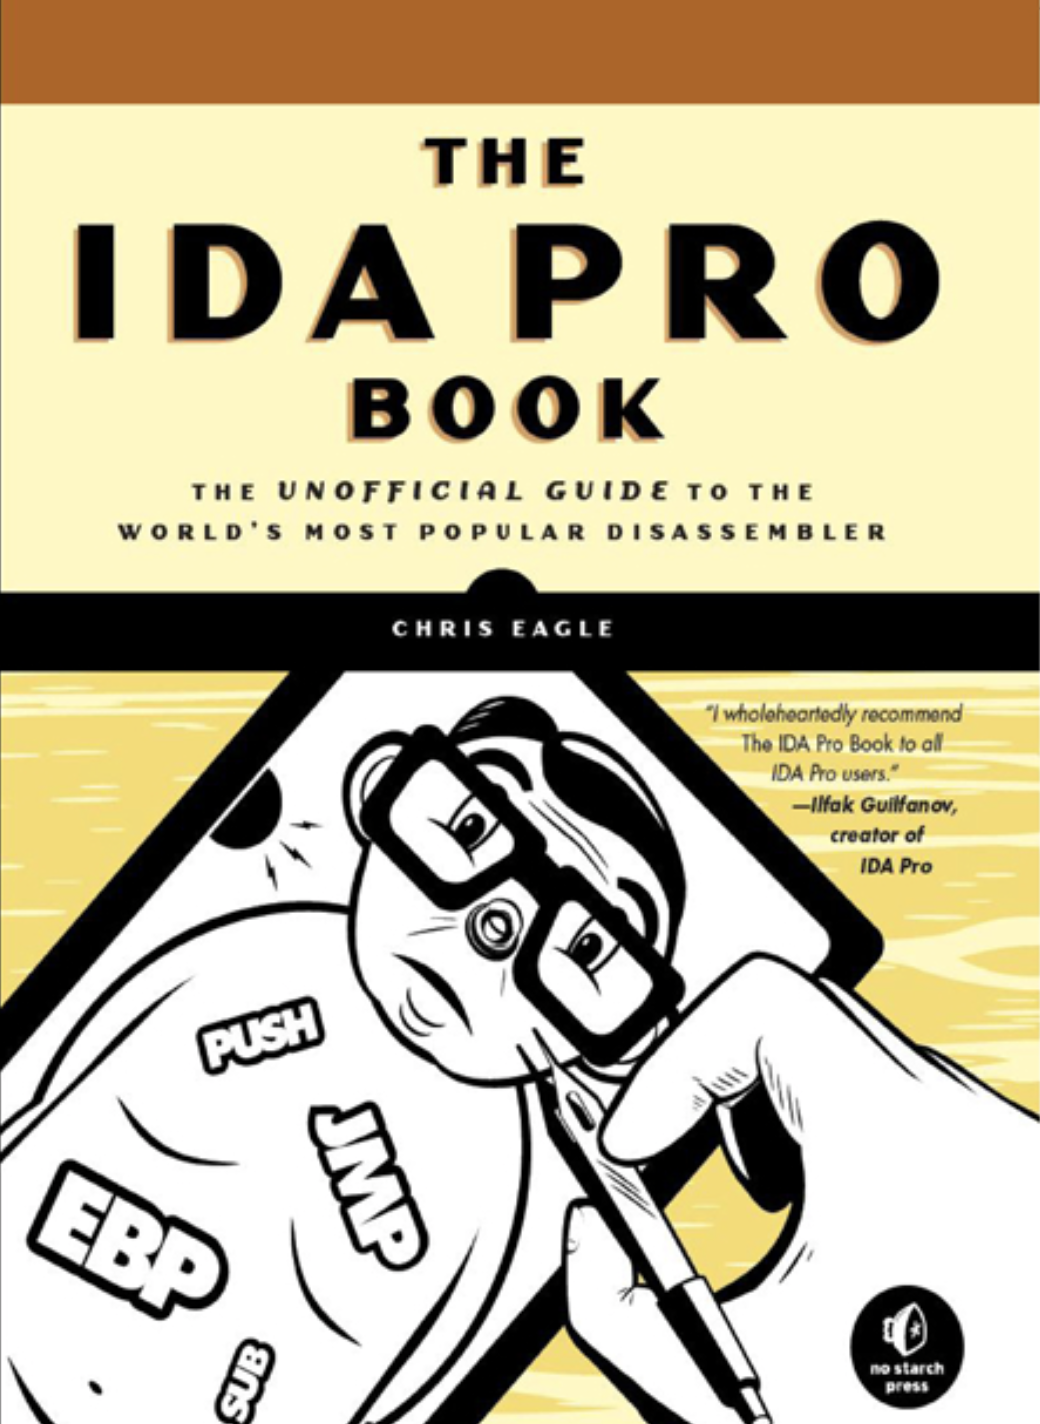 THE
IDA PRO
BOOK
THE UNOFFICIAL GUIDE TO THE
WORLD'S MOST POPULAR DISASSEMBLER
CHRIS EAGLE
"I wholeheartedly recommend
The IDA Pro Book to all
IDA Pro users."
—Ilfak Guilfanov,
creator of
IDA Pro
PUSH
JMP
EBP
SUB
no starch
press